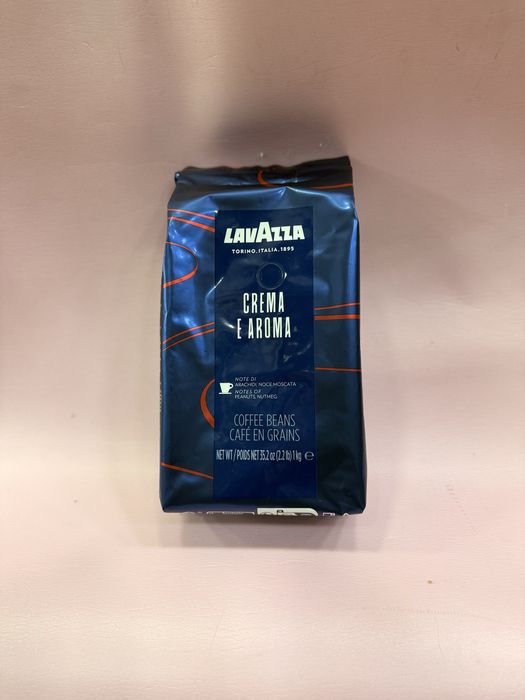 LAVAZZA
TORINO, ITALIA, 1895
CREMA
E AROMA
NOTE DI
ARACHIDI, NOCE MOSCATA
NOTES OF
PEANUTS, NUTMEG
COFFEE BEANS
CAFÉ EN GRAINS
NET WT / POIDS NET 35.2 oz (2.2 lb) 1 kg ℮